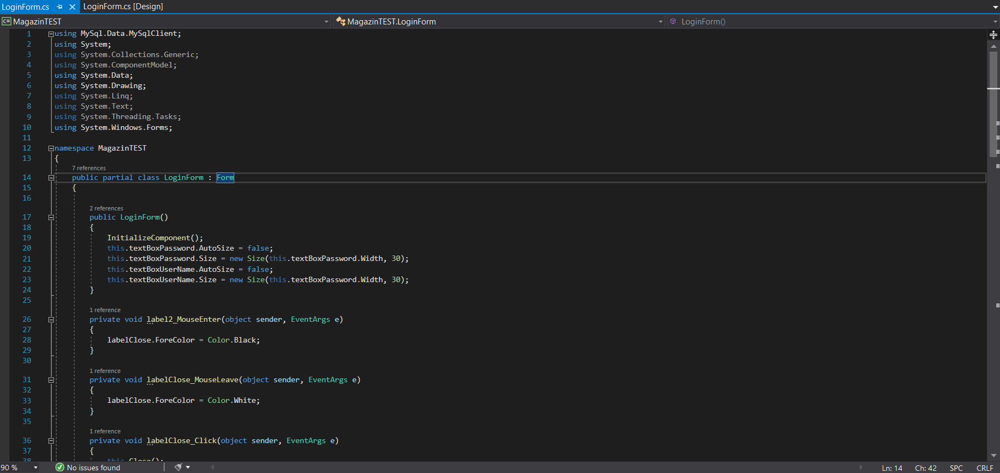 LoginForm.cs LoginForm.cs [Design]
C# MagazinTEST MagazinTEST.LoginForm LoginForm()
1 using MySql.Data.MySqlClient;
2 using System;
3 using System.Collections.Generic;
4 using System.ComponentModel;
5 using System.Data;
6 using System.Drawing;
7 using System.Linq;
8 using System.Text;
9 using System.Threading.Tasks;
10 using System.Windows.Forms;
11
12 namespace MagazinTEST
13 {
7 references
14 public partial class LoginForm : Form
15 {
16
2 references
17 public LoginForm()
18 {
19 InitializeComponent();
20 this.textBoxPassword.AutoSize = false;
21 this.textBoxPassword.Size = new Size(this.textBoxPassword.Width, 30);
22 this.textBoxUserName.AutoSize = false;
23 this.textBoxUserName.Size = new Size(this.textBoxPassword.Width, 30);
24 }
25
1 reference
26 private void label2_MouseEnter(object sender, EventArgs e)
27 {
28 labelClose.ForeColor = Color.Black;
29 }
30
1 reference
31 private void labelClose_MouseLeave(object sender, EventArgs e)
32 {
33 labelClose.ForeColor = Color.White;
34 }
35
1 reference
36 private void labelClose_Click(object sender, EventArgs e)
37 {
38 this.Close();
90 % No issues found Ln: 14 Ch: 42 SPC CRLF